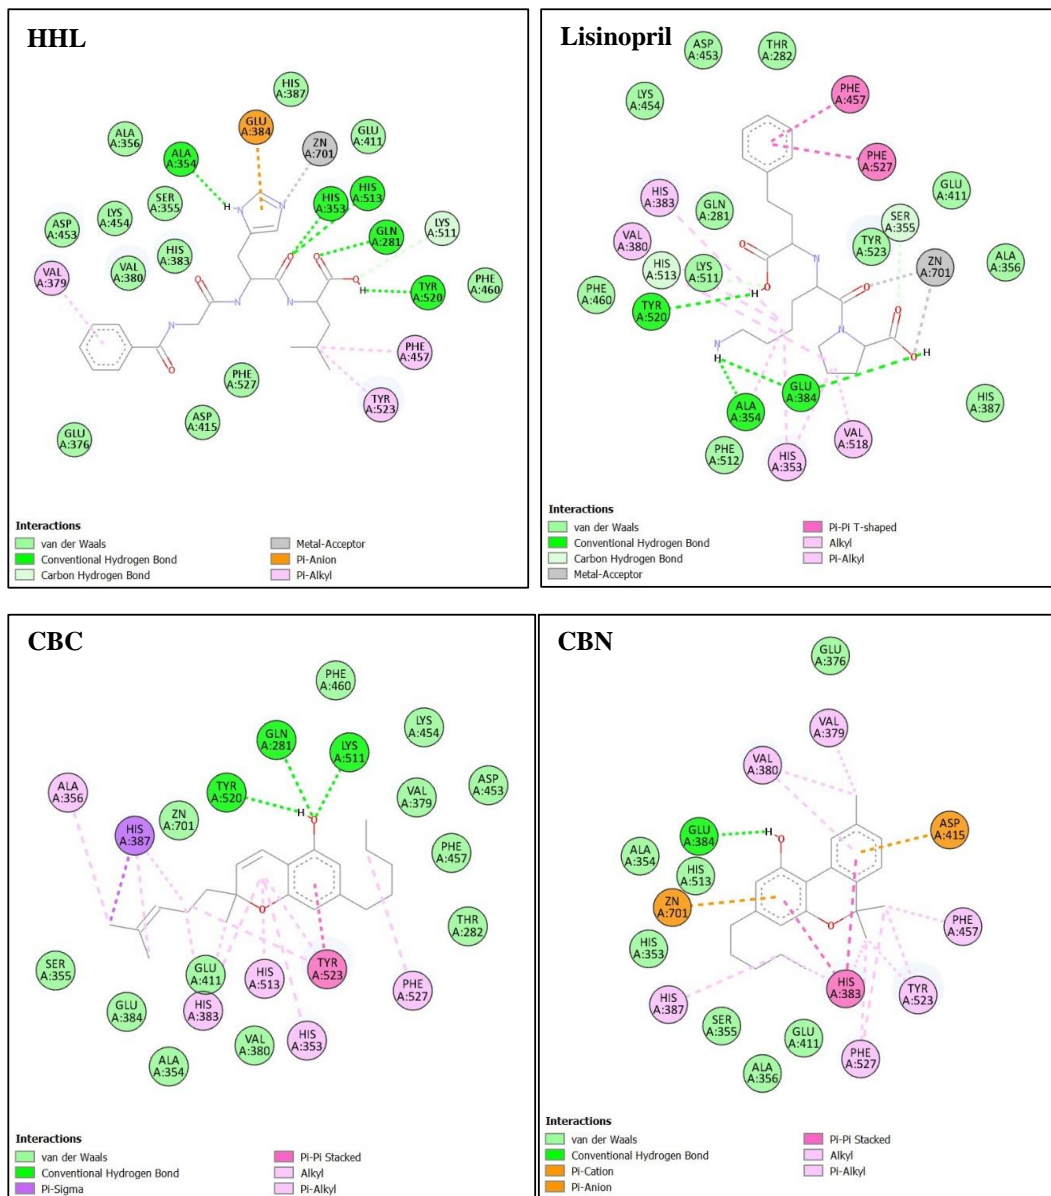 HHL
HIS
A:387
GLU
A:384
ALA
A:356
ZN
A:701
GLU
A:411
ALA
A:354
HIS
A:353
HIS
A:513
SER
A:355
LYS
A:454
ASP
A:453
GLN
A:281
LYS
A:511
HIS
A:383
VAL
A:380
VAL
A:379
PHE
A:460
TYR
A:520
PHE
A:457
PHE
A:527
TYR
A:523
ASP
A:415
GLU
A:376
H
N
N
O
O
O
H
N
N
O
N
O
O
Interactions
van der Waals
Conventional Hydrogen Bond
Carbon Hydrogen Bond
Metal-Acceptor
Pi-Anion
Pi-Alkyl
Lisinopril
ASP
A:453
THR
A:282
LYS
A:454
PHE
A:457
PHE
A:527
HIS
A:383
GLN
A:281
GLU
A:411
SER
A:355
VAL
A:380
TYR
A:523
HIS
A:513
LYS
A:511
ZN
A:701
ALA
A:356
PHE
A:460
TYR
A:520
GLU
A:384
ALA
A:354
HIS
A:387
VAL
A:518
PHE
A:512
HIS
A:353
O
N
O
H
O
O
N
N
H
O
H
Interactions
van der Waals
Conventional Hydrogen Bond
Carbon Hydrogen Bond
Metal-Acceptor
Pi-Pi T-shaped
Alkyl
Pi-Alkyl
CBC
PHE
A:460
GLN
A:281
LYS
A:454
LYS
A:511
ALA
A:356
TYR
A:520
VAL
A:379
ASP
A:453
ZN
A:701
HIS
A:387
PHE
A:457
THR
A:282
SER
A:355
GLU
A:411
HIS
A:513
TYR
A:523
PHE
A:527
GLU
A:384
HIS
A:383
HIS
A:353
VAL
A:380
ALA
A:354
H
O
O
Interactions
van der Waals
Conventional Hydrogen Bond
Pi-Sigma
Pi-Pi Stacked
Alkyl
Pi-Alkyl
CBN
GLU
A:376
VAL
A:379
VAL
A:380
GLU
A:384
ASP
A:415
ALA
A:354
HIS
A:513
ZN
A:701
PHE
A:457
HIS
A:353
HIS
A:383
TYR
A:523
HIS
A:387
SER
A:355
GLU
A:411
PHE
A:527
ALA
A:356
H
O
O
Interactions
van der Waals
Conventional Hydrogen Bond
Pi-Cation
Pi-Anion
Pi-Pi Stacked
Alkyl
Pi-Alkyl